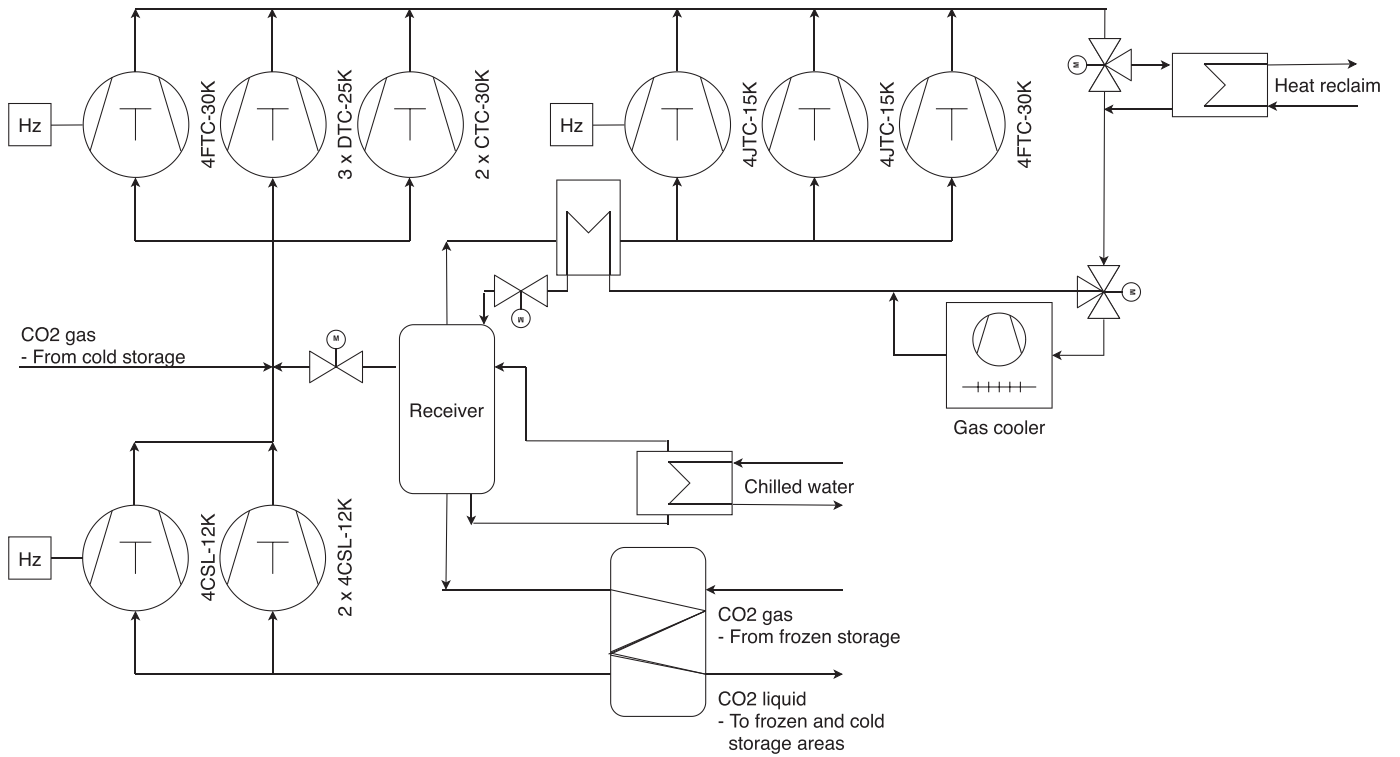 Hz
4FTC-30K
3 x DTC-25K
2 x CTC-30K
Hz
4JTC-15K
4JTC-15K
4FTC-30K
M
Heat reclaim
M
M
CO2 gas
- From cold storage
M
Receiver
Gas cooler
Chilled water
Hz
4CSL-12K
2 x 4CSL-12K
CO2 gas
- From frozen storage
CO2 liquid
- To frozen and cold
storage areas